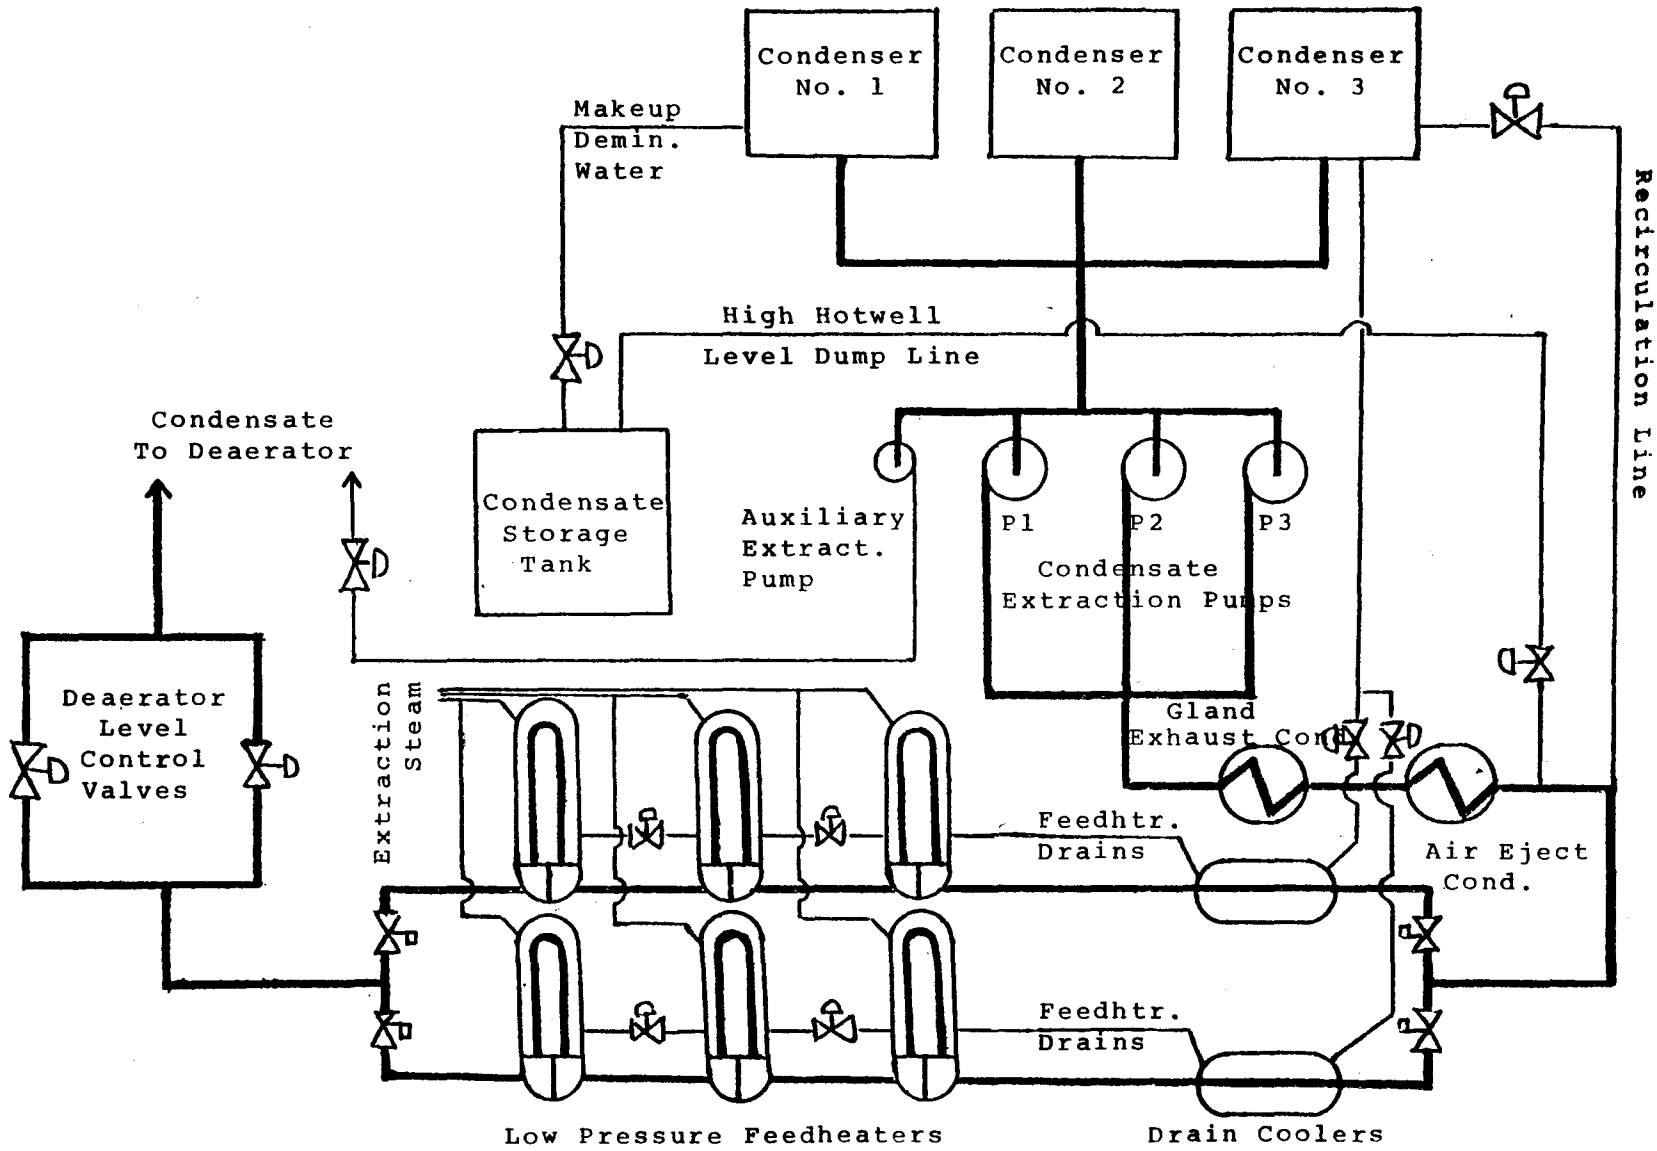 Condenser
No. 1
Condenser
No. 2
Condenser
No. 3
Makeup
Demin.
Water
Recirculation Line
High Hotwell
Level Dump Line
Condensate
To Deaerator
Condensate
Storage
Tank
Auxiliary
Extract.
Pump
P1
P2
P3
Condensate
Extraction Pumps
Deaerator
Level
Control
Valves
Extraction
Steam
Gland
Exhaust Cond
Feedhtr.
Drains
Air Eject
Cond.
Feedhtr.
Drains
Low Pressure Feedheaters
Drain Coolers